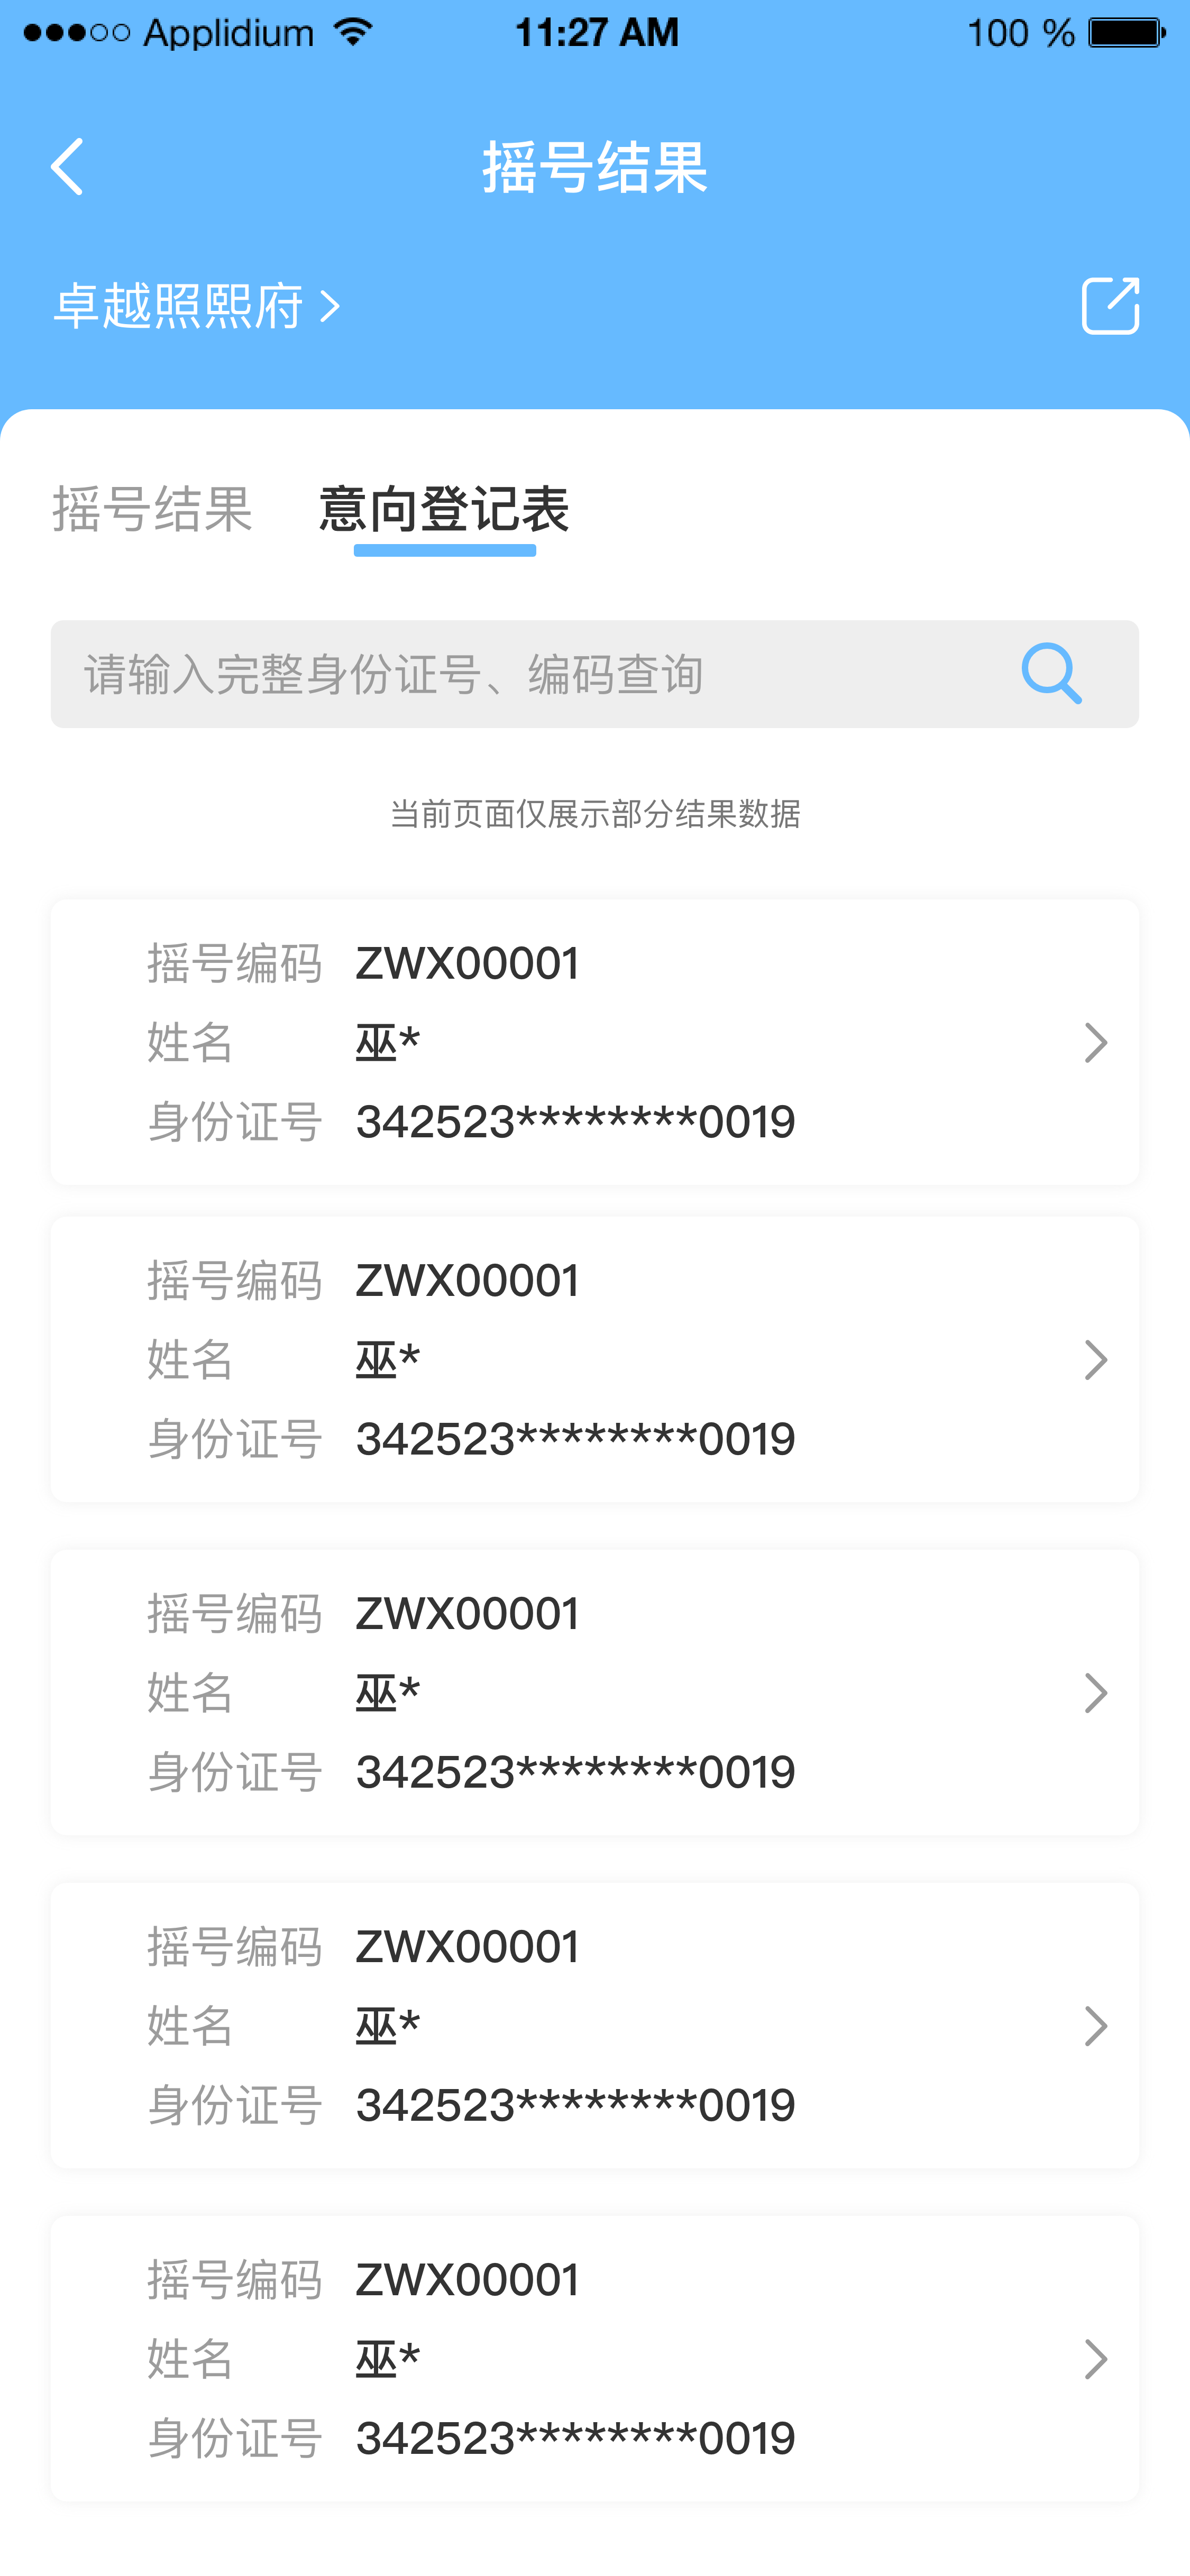 Applidium 11:27 AM 100 %
摇号结果
卓越照熙府
摇号结果 意向登记表
请输入完整身份证号、编码查询
当前页面仅展示部分结果数据
摇号编码 ZWX00001
姓名 巫*
身份证号 342523********0019
摇号编码 ZWX00001
姓名 巫*
身份证号 342523********0019
摇号编码 ZWX00001
姓名 巫*
身份证号 342523********0019
摇号编码 ZWX00001
姓名 巫*
身份证号 342523********0019
摇号编码 ZWX00001
姓名 巫*
身份证号 342523********0019